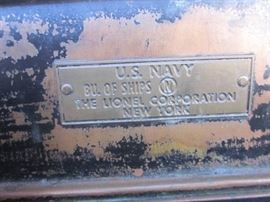 U.S. NAVY
BU. OF SHIPS N
THE LIONEL CORPORATION
NEW YORK